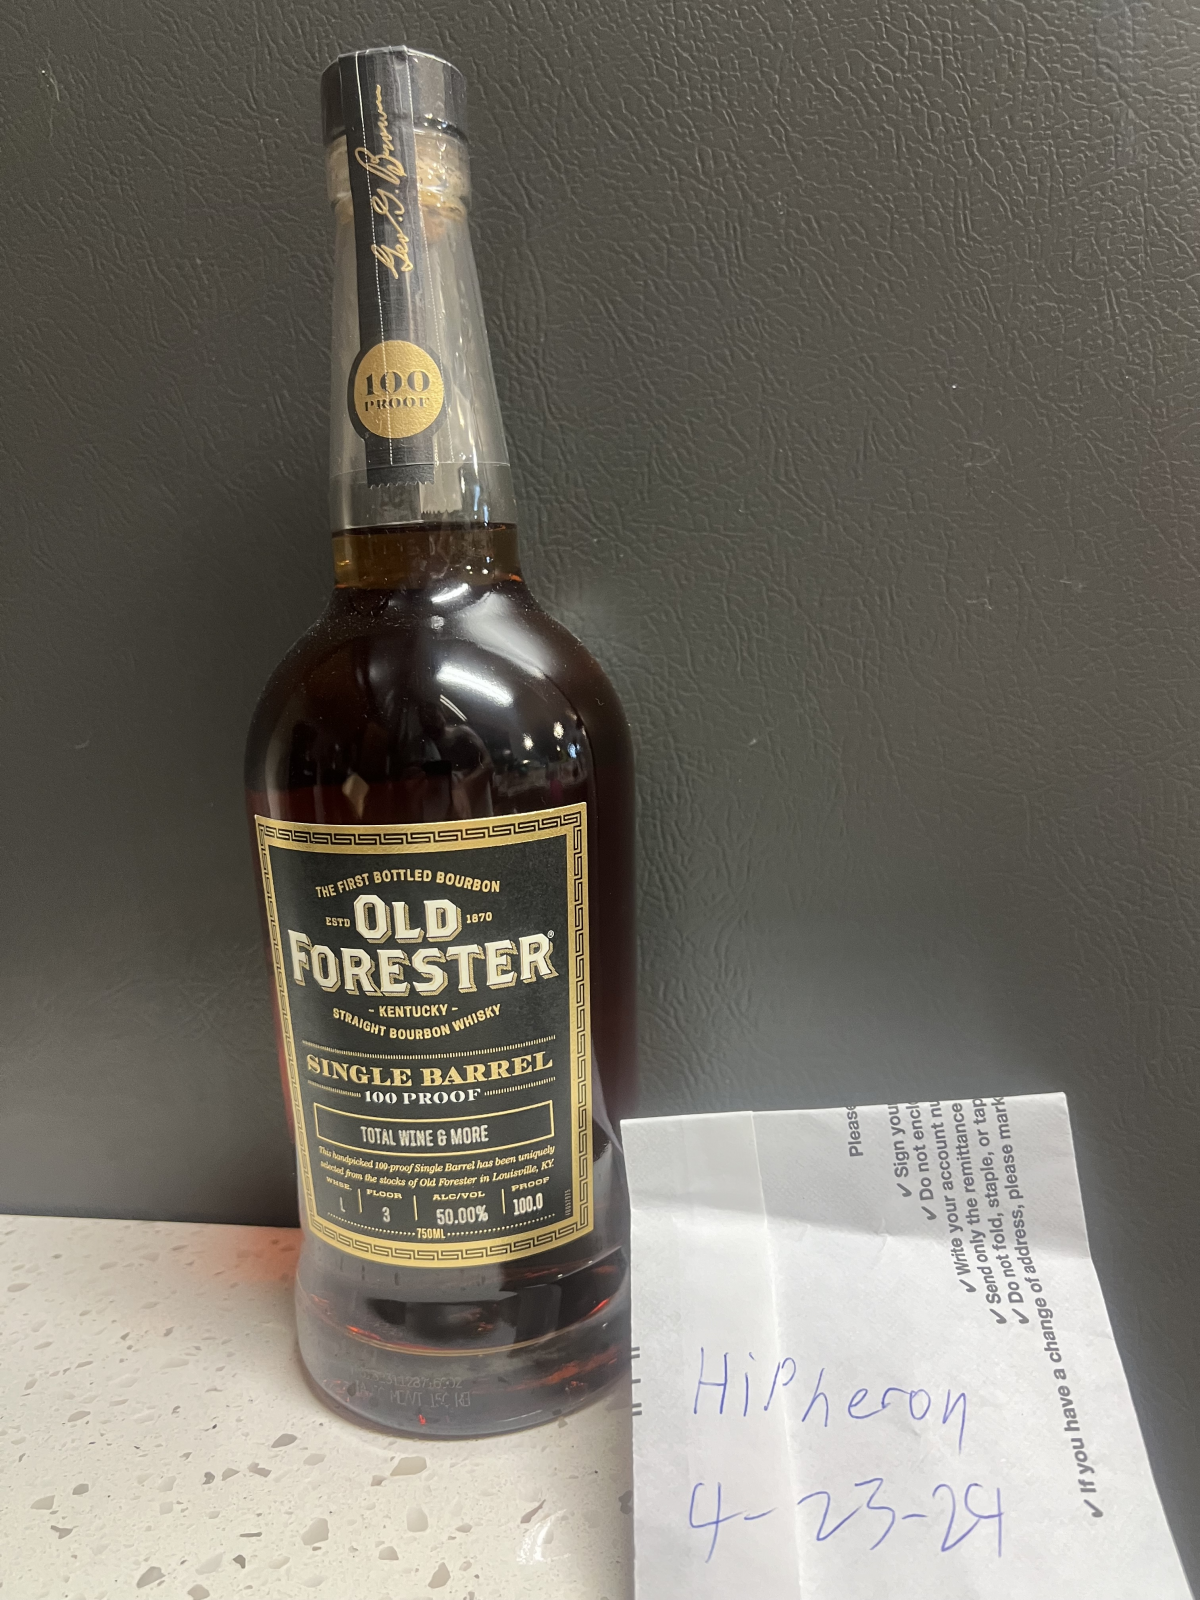 Geo. G. Brown
100
PROOF
THE FIRST BOTTLED BOURBON
ESTD OLD 1870
FORESTER®
- KENTUCKY -
STRAIGHT BOURBON WHISKY
SINGLE BARREL
100 PROOF
TOTAL WINE & MORE
This handpicked 100-proof Single Barrel has been uniquely
selected from the stocks of Old Forester in Louisville, KY.
WHSE. FLOOR ALC/VOL PROOF
L 3 50.00% 100.0
750ML
Please
✓ Sign your
✓ Do not enclo
✓ Write your account nu
✓ Send only the remittance
✓ Do not fold, staple, or tap
✓ Do of address, please mark
✓ If you have a change
HiPheron
4-23-24